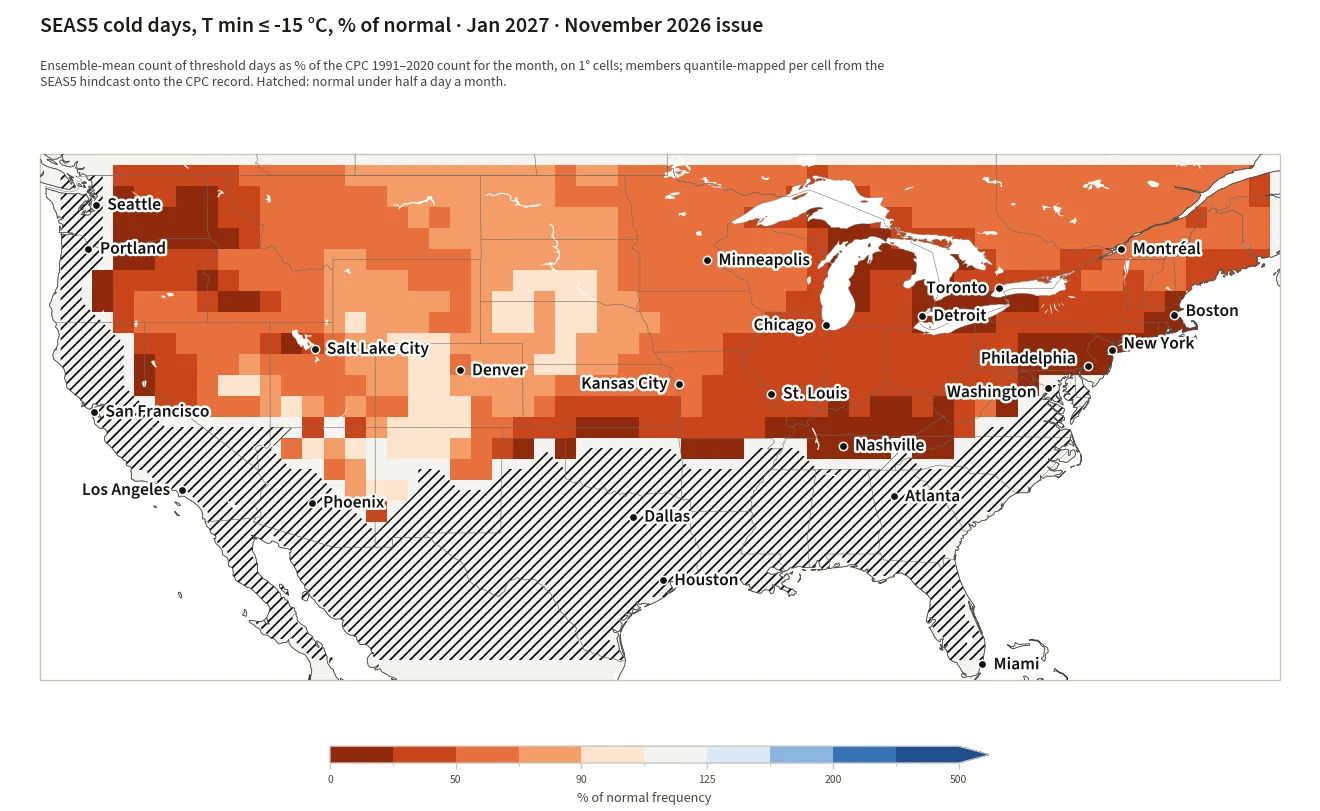 SEAS5 cold days, T min ≤ -15 °C, % of normal · Jan 2027 · November 2026 issue
Ensemble-mean count of threshold days as % of the CPC 1991–2020 count for the month, on 1° cells; members quantile-mapped per cell from the
SEAS5 hindcast onto the CPC record. Hatched: normal under half a day a month.
Seattle
Portland
Minneapolis
Montréal
Toronto
Boston
Detroit
Chicago
New York
Salt Lake City
Philadelphia
Denver
Kansas City
St. Louis
Washington
San Francisco
Nashville
Los Angeles
Phoenix
Atlanta
Dallas
Houston
Miami
0 50 90 125 200 500
% of normal frequency